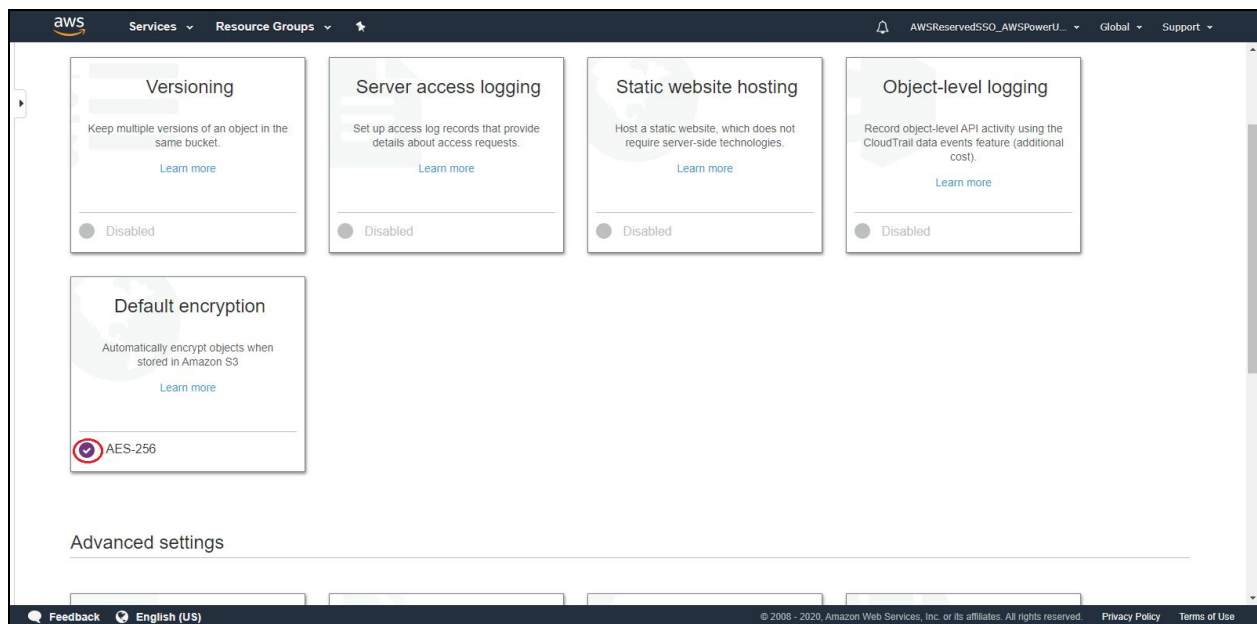 aws Services Resource Groups AWSReservedSSO_AWSPowerU... Global Support
Versioning
Keep multiple versions of an object in the
same bucket.
Learn more
Disabled
Server access logging
Set up access log records that provide
details about access requests.
Learn more
Disabled
Static website hosting
Host a static website, which does not
require server-side technologies.
Learn more
Disabled
Object-level logging
Record object-level API activity using the
CloudTrail data events feature (additional
cost).
Learn more
Disabled
Default encryption
Automatically encrypt objects when
stored in Amazon S3
Learn more
AES-256
Advanced settings
Feedback English (US) © 2008 - 2020, Amazon Web Services, Inc. or its affiliates. All rights reserved. Privacy Policy Terms of Use